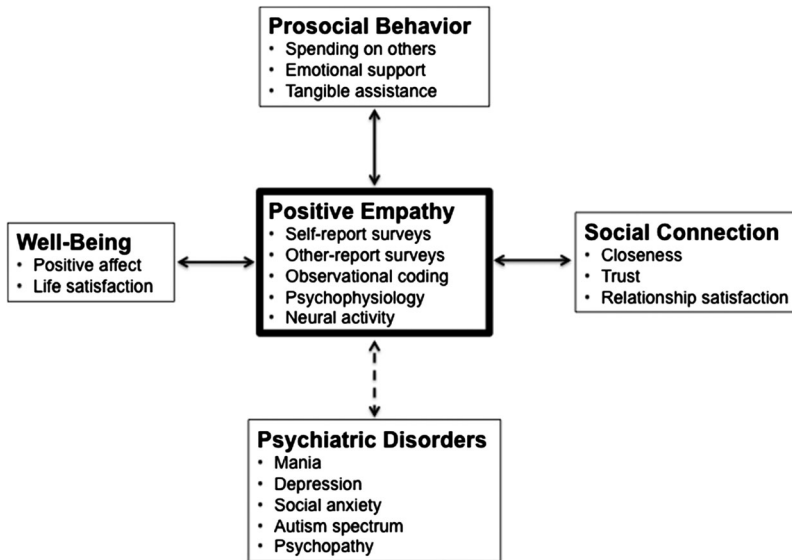 Prosocial Behavior
• Spending on others
• Emotional support
• Tangible assistance
Positive Empathy
• Self-report surveys
• Other-report surveys
• Observational coding
• Psychophysiology
• Neural activity
Well-Being
• Positive affect
• Life satisfaction
Social Connection
• Closeness
• Trust
• Relationship satisfaction
Psychiatric Disorders
• Mania
• Depression
• Social anxiety
• Autism spectrum
• Psychopathy